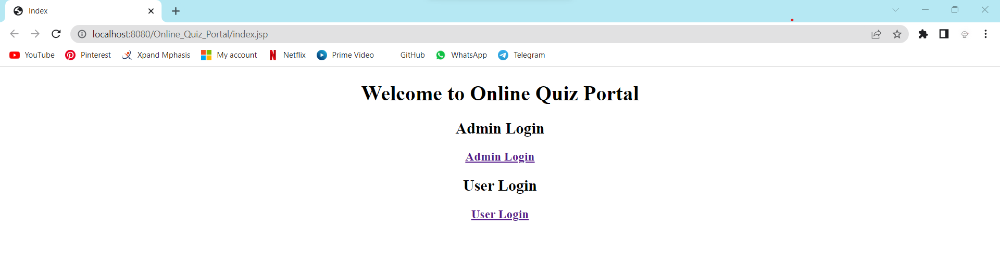 Index
localhost:8080/Online_Quiz_Portal/index.jsp
YouTube Pinterest Xpand Mphasis My account Netflix Prime Video GitHub WhatsApp Telegram
Welcome to Online Quiz Portal
Admin Login
Admin Login
User Login
User Login